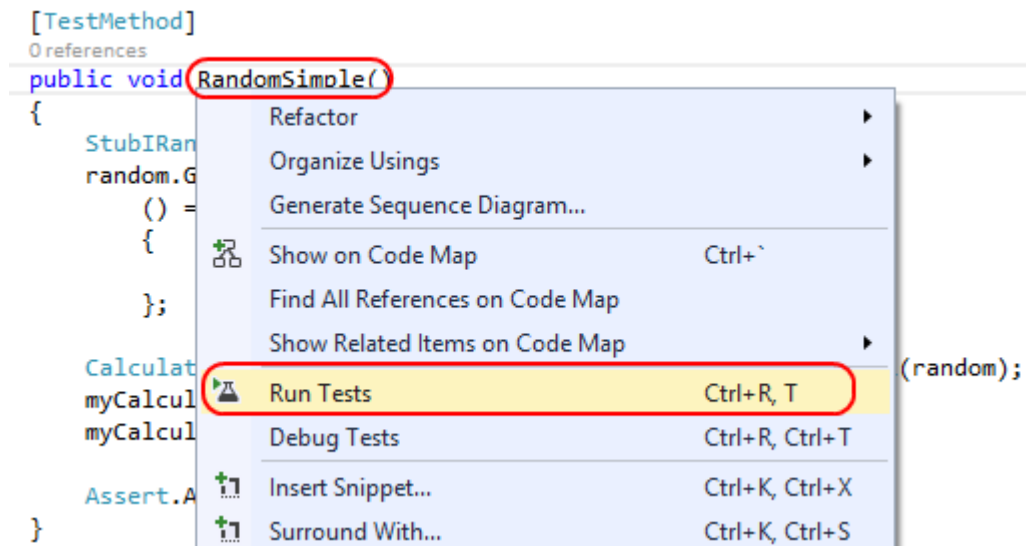 [TestMethod]
0 references
public void RandomSimple()
{
Refactor
StubIRan
Organize Usings
random.G
() =
Generate Sequence Diagram...
{
Show on Code Map Ctrl+`
};
Find All References on Code Map
Show Related Items on Code Map
Calculat (random);
Run Tests Ctrl+R, T
myCalcul
myCalcul
Debug Tests Ctrl+R, Ctrl+T
Insert Snippet... Ctrl+K, Ctrl+X
Assert.A
}
Surround With... Ctrl+K, Ctrl+S